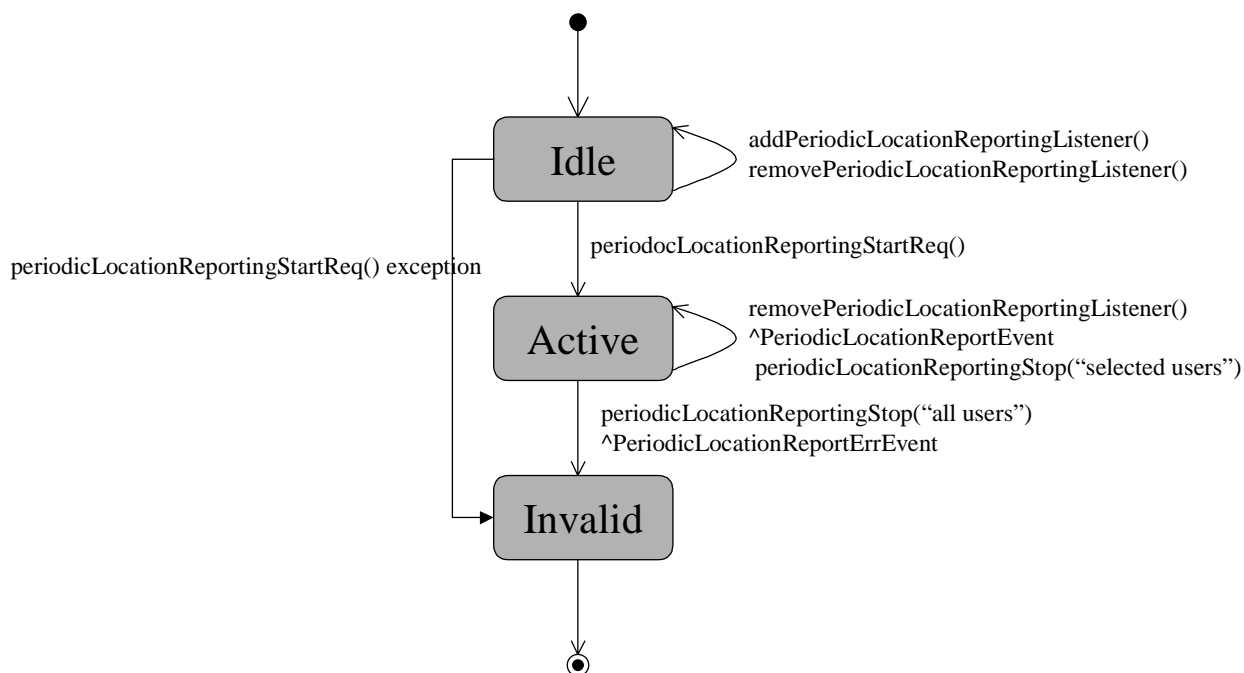 Idle
addPeriodicLocationReportingListener()
removePeriodicLocationReportingListener()
periodocLocationReportingStartReq()
periodicLocationReportingStartReq() exception
Active
removePeriodicLocationReportingListener()
^PeriodicLocationReportEvent
periodicLocationReportingStop(“selected users”)
periodicLocationReportingStop(“all users”)
^PeriodicLocationReportErrEvent
Invalid